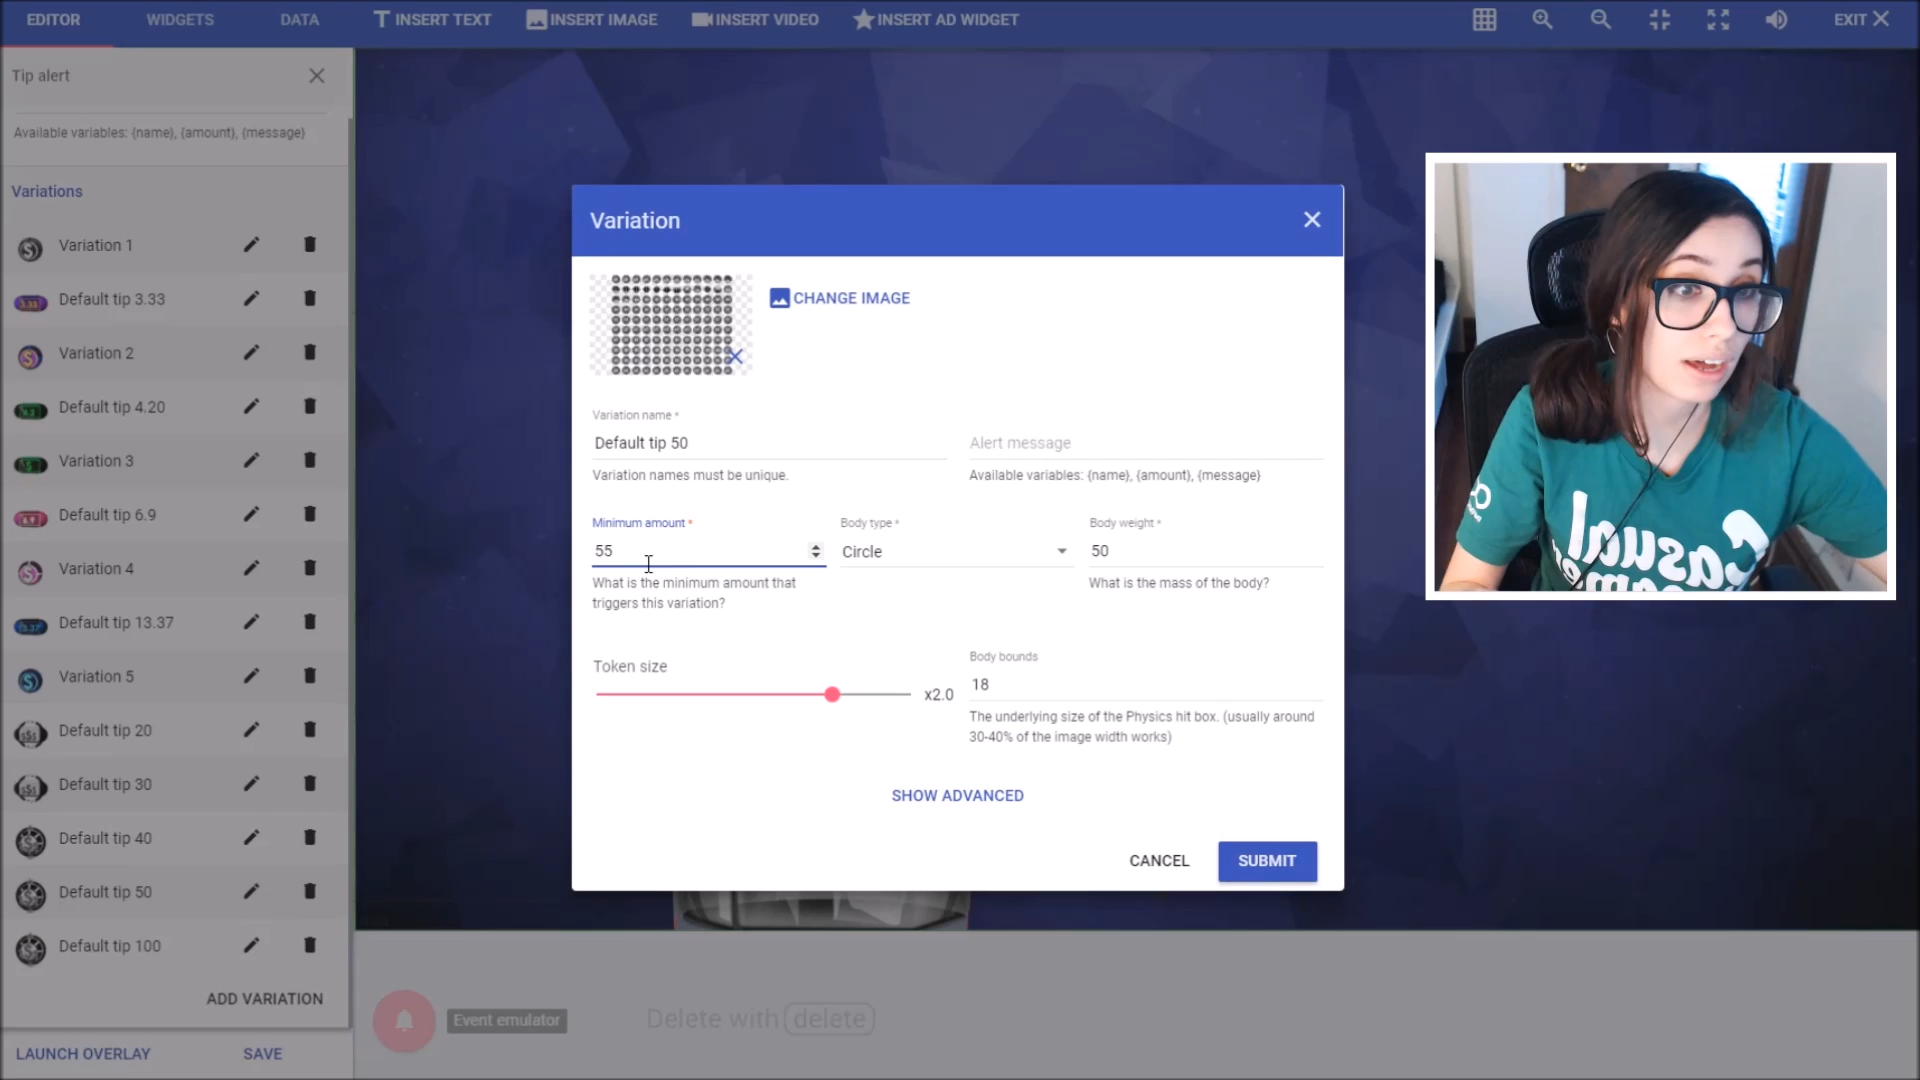 EDITOR
WIDGETS
DATA
INSERT TEXT
INSERT IMAGE
INSERT VIDEO
INSERT AD WIDGET
EXIT
Tip alert
Available variables: {name}, {amount}, {message}
Variations
Variation 1
Default tip 3.33
Variation 2
Default tip 4.20
Variation 3
Default tip 6.9
Variation 4
Default tip 13.37
Variation 5
Default tip 20
Default tip 30
Default tip 40
Default tip 50
Default tip 100
ADD VARIATION
LAUNCH OVERLAY
SAVE
Variation
CHANGE IMAGE
Variation name *
Default tip 50
Variation names must be unique.
Alert message
Available variables: {name}, {amount}, {message}
Minimum amount *
55
What is the minimum amount that
triggers this variation?
Body type *
Circle
Body weight *
50
What is the mass of the body?
Token size
x2.0
Body bounds
18
The underlying size of the Physics hit box. (usually around
30-40% of the image width works)
SHOW ADVANCED
CANCEL
SUBMIT
Event emulator
Delete with delete
Casual